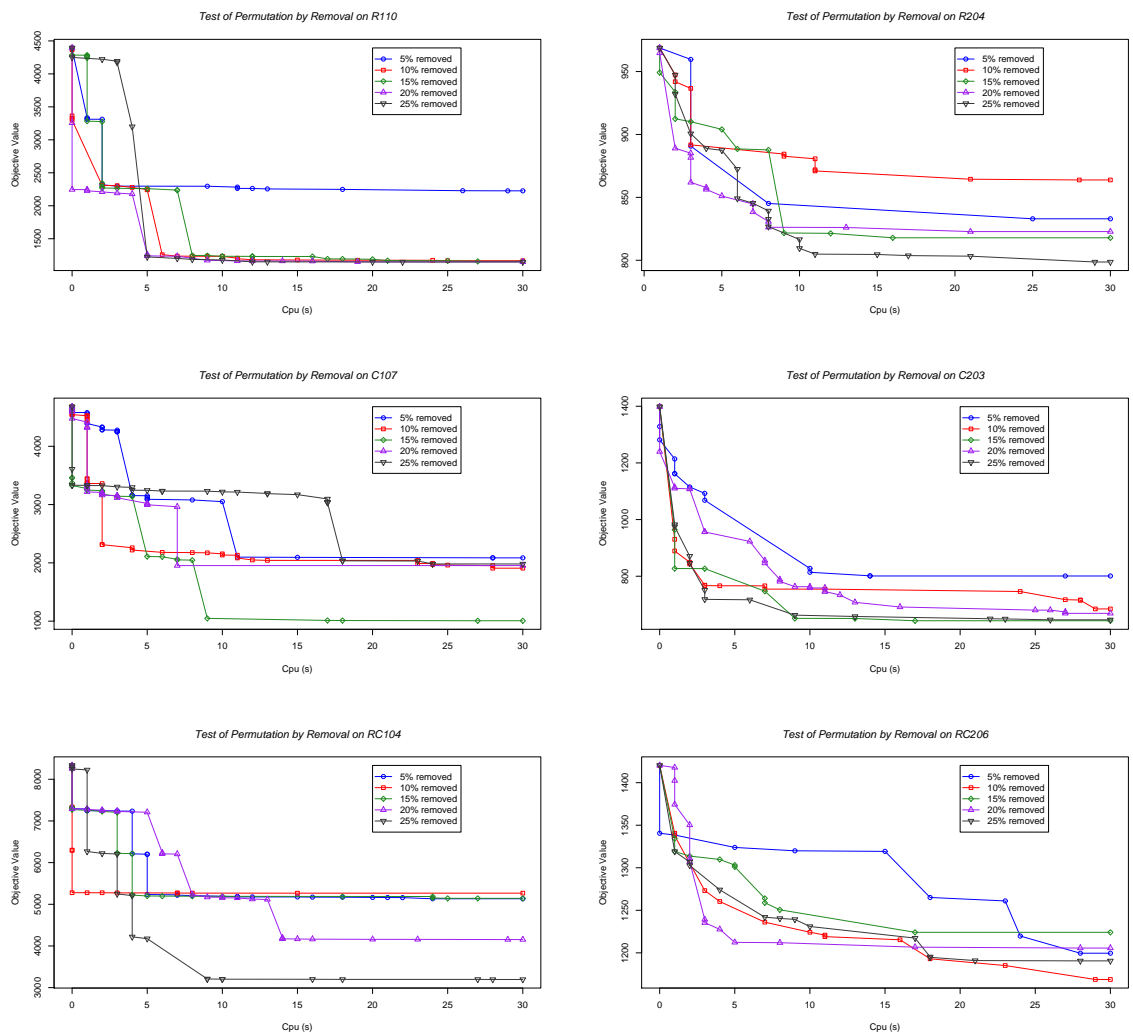 Test of Permutation by Removal on R110
Objective Value
4500
4000
3500
3000
2500
2000
1500
5% removed
10% removed
15% removed
20% removed
25% removed
0 5 10 15 20 25 30
Cpu (s)
Test of Permutation by Removal on R204
Objective Value
950
900
850
800
5% removed
10% removed
15% removed
20% removed
25% removed
0 5 10 15 20 25 30
Cpu (s)
Test of Permutation by Removal on C107
Objective Value
4000
3000
2000
1000
5% removed
10% removed
15% removed
20% removed
25% removed
0 5 10 15 20 25 30
Cpu (s)
Test of Permutation by Removal on C203
Objective Value
1400
1200
1000
800
5% removed
10% removed
15% removed
20% removed
25% removed
0 5 10 15 20 25 30
Cpu (s)
Test of Permutation by Removal on RC104
Objective Value
8000
7000
6000
5000
4000
3000
5% removed
10% removed
15% removed
20% removed
25% removed
0 5 10 15 20 25 30
Cpu (s)
Test of Permutation by Removal on RC206
Objective Value
1400
1350
1300
1250
1200
5% removed
10% removed
15% removed
20% removed
25% removed
0 5 10 15 20 25 30
Cpu (s)